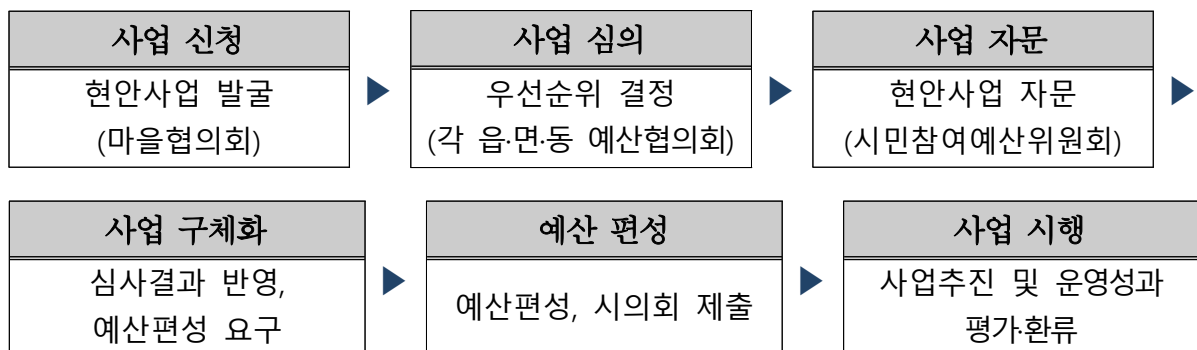 사업 신청
현안사업 발굴
(마을협의회)
사업 심의
우선순위 결정
(각 읍·면·동 예산협의회)
사업 자문
현안사업 자문
(시민참여예산위원회)
사업 구체화
심사결과 반영,
예산편성 요구
예산 편성
예산편성, 시의회 제출
사업 시행
사업추진 및 운영성과
평가·환류